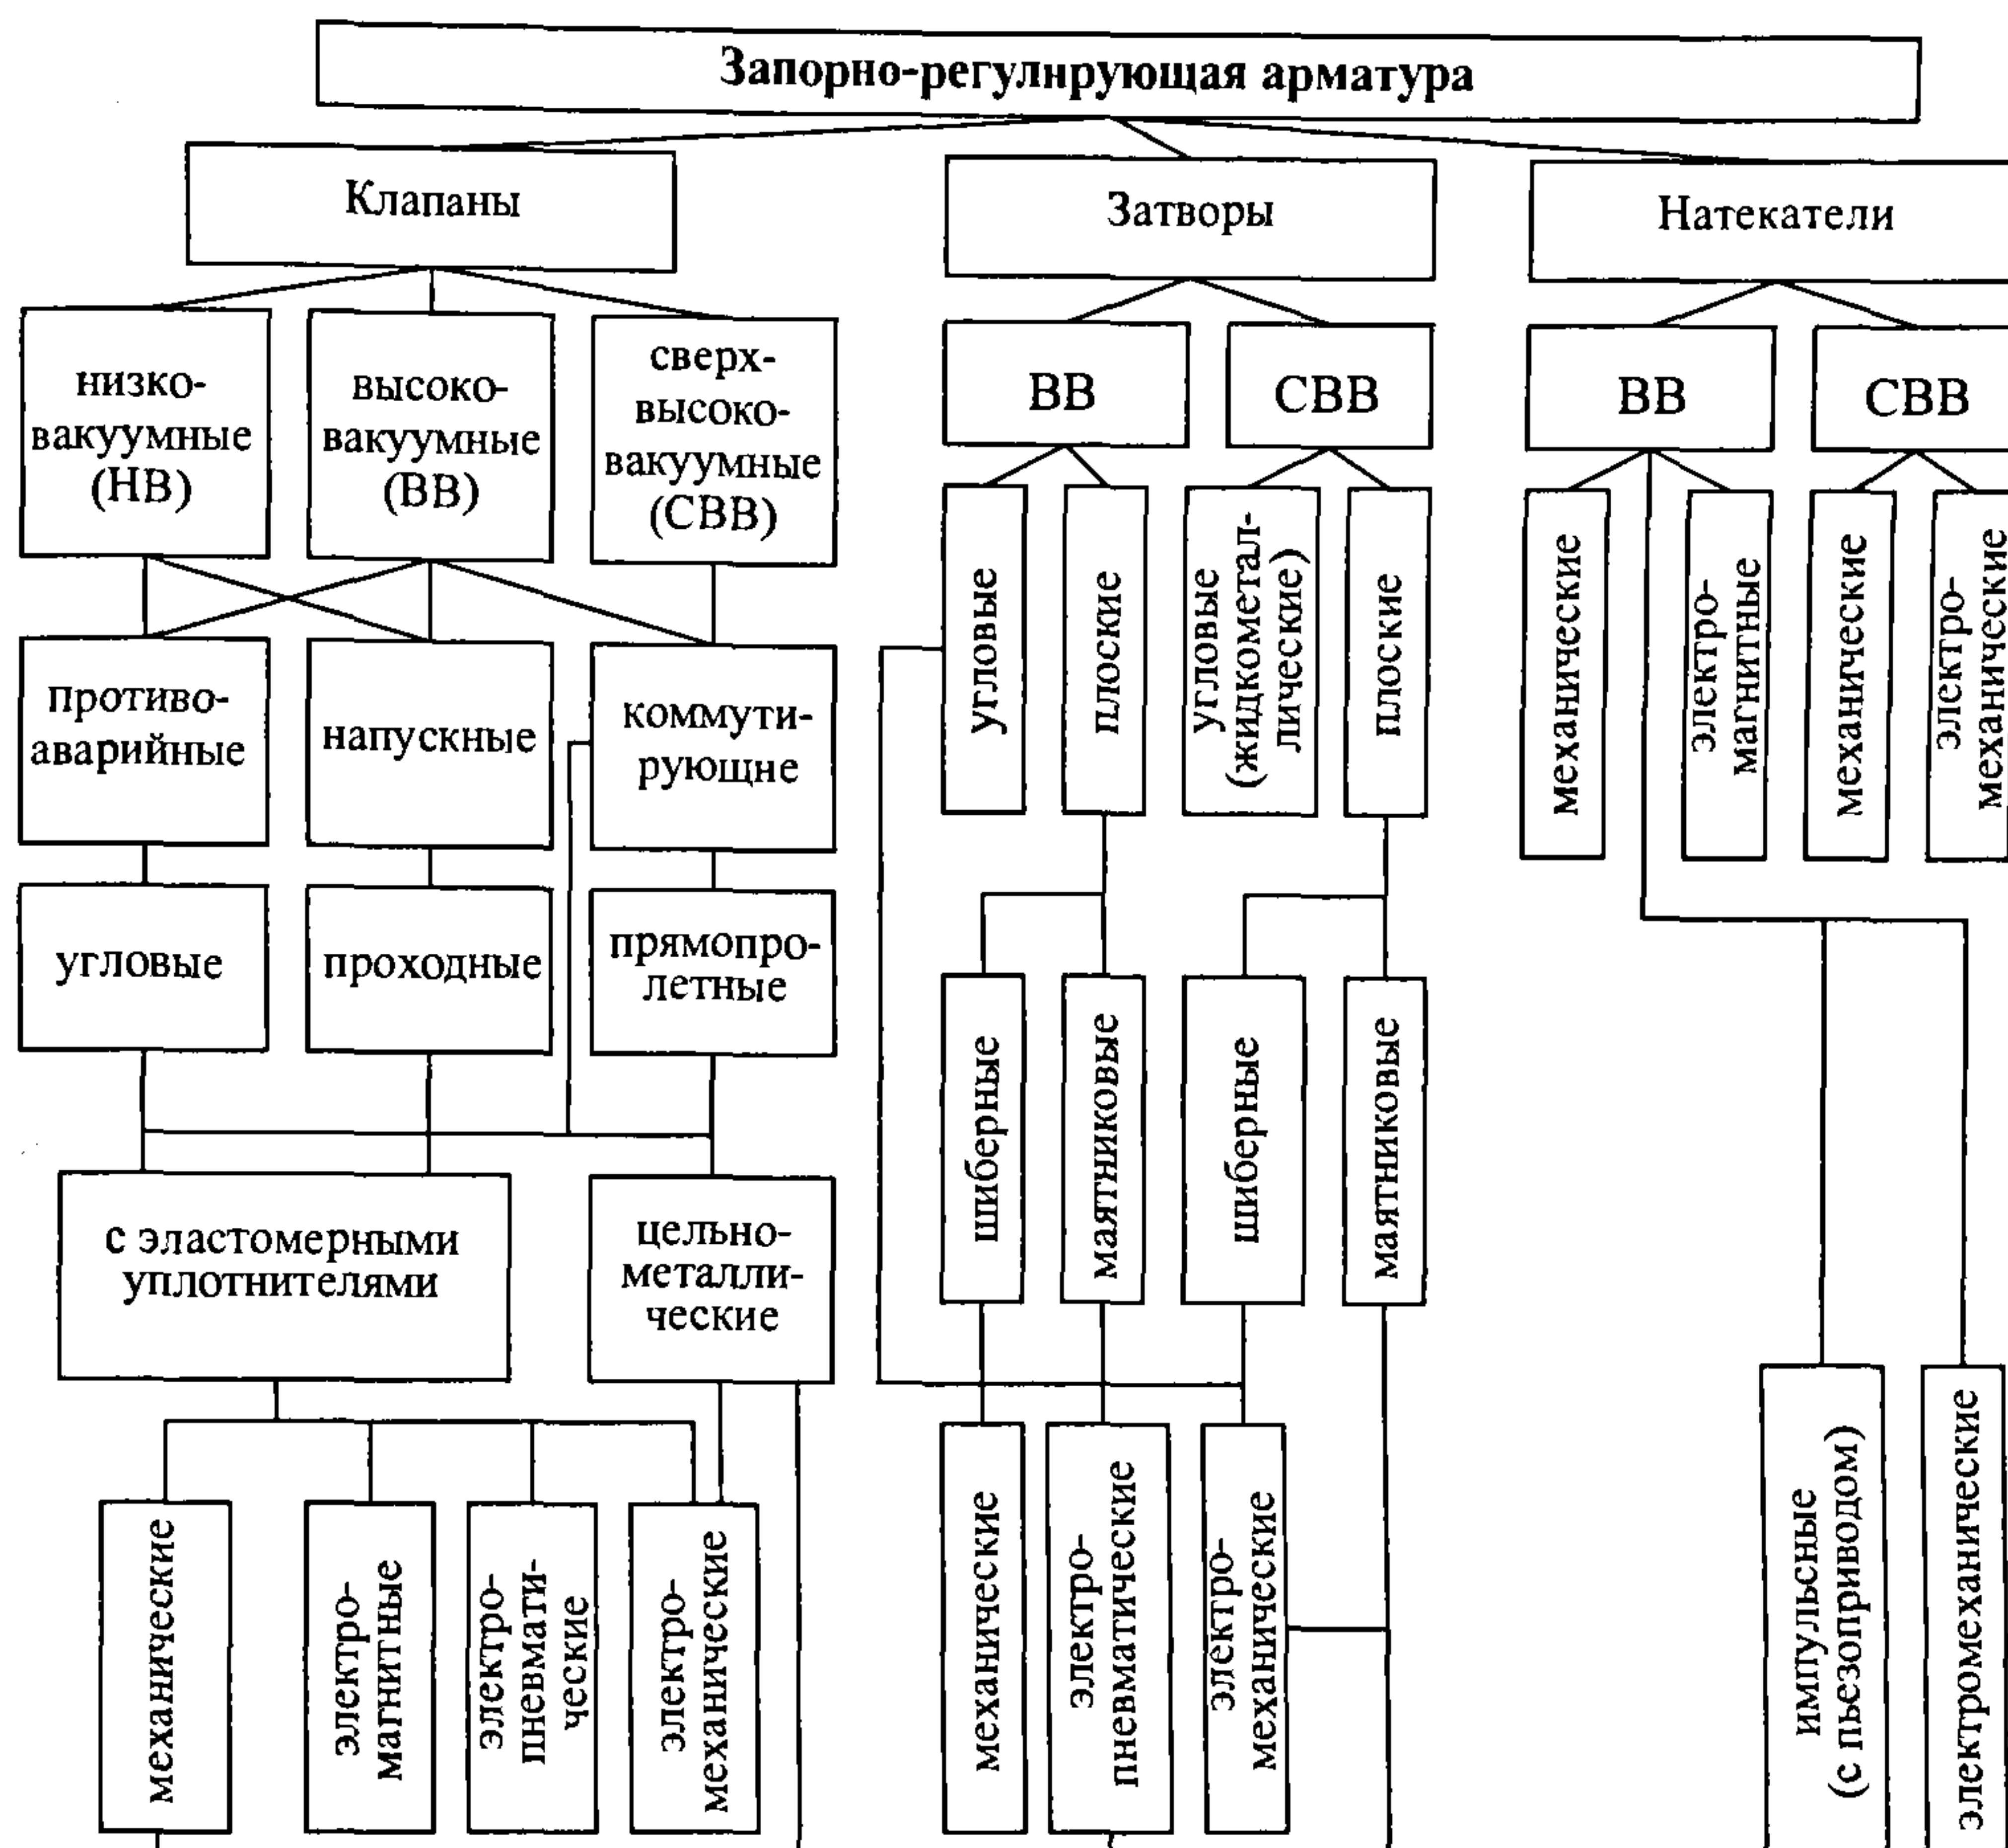 Запорно-регулнрующая арматура
Клапаны
Затворы
Натекатели
низко-
вакуумные
(НВ)
высоко-
вакуумные
(ВВ)
сверх-
высоко-
вакуумные
(СВВ)
ВВ
СВВ
ВВ
СВВ
угловые
плоские
угловые
(жидкометал-
лические)
плоские
механические
электро-
магнитные
механические
электро-
механические
противо-
аварийные
напускные
коммути-
рующне
угловые
проходные
прямопро-
летные
шиберные
маятниковые
шиберные
маятниковые
с эластомерными
уплотнителями
цельно-
металли-
ческие
механические
электро-
магнитные
электро-
пневмати-
ческие
электро-
механические
механические
электро-
пневматические
электро-
механические
импульсные
(с пьезоприводом)
электромеханические